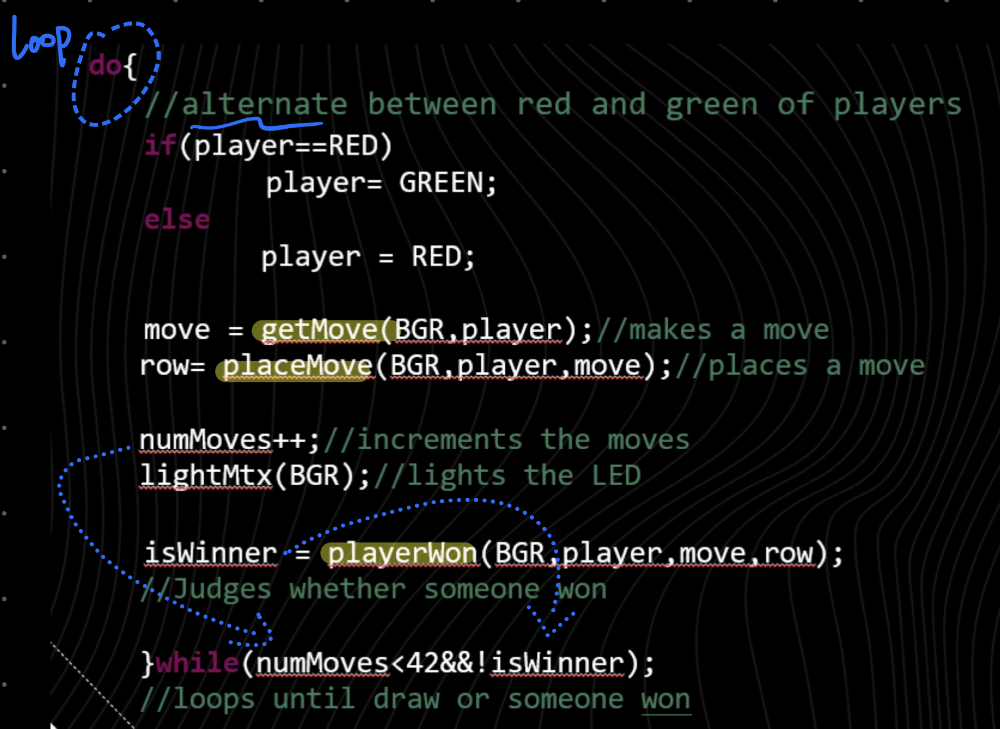 Loop
do{
//alternate between red and green of players
if(player==RED)
player= GREEN;
else
player = RED;
move = getMove(BGR,player);//makes a move
row= placeMove(BGR,player,move);//places a move
numMoves++;//increments the moves
lightMtx(BGR);//lights the LED
isWinner = playerWon(BGR,player,move,row);
//Judges whether someone won
}while(numMoves<42&&!isWinner);
//loops until draw or someone won